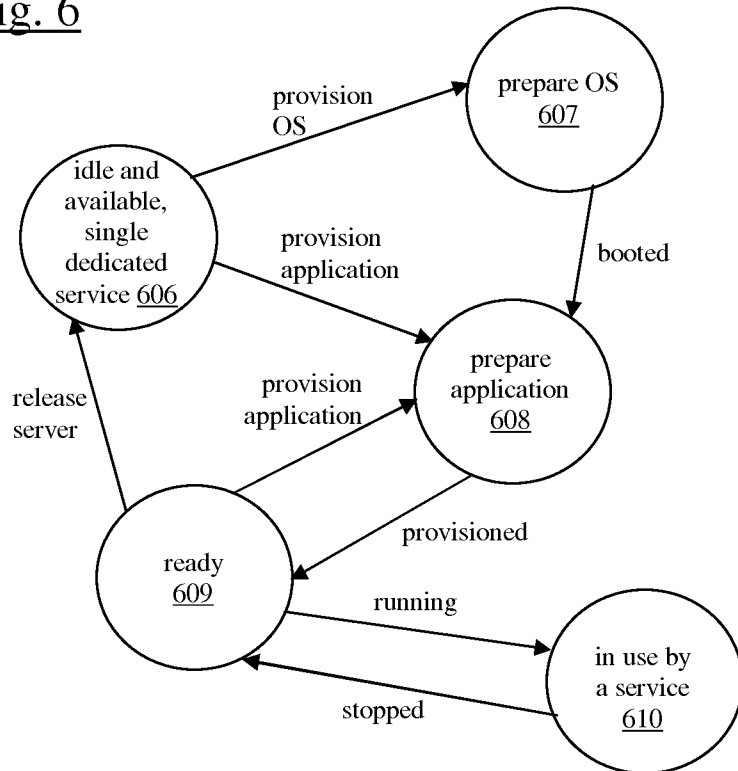 ig. 6
prepare OS
607
provision
OS
idle and
available,
single
dedicated
service 606
provision
application
booted
prepare
application
608
provision
application
release
server
provisioned
ready
609
running
in use by
a service
610
stopped